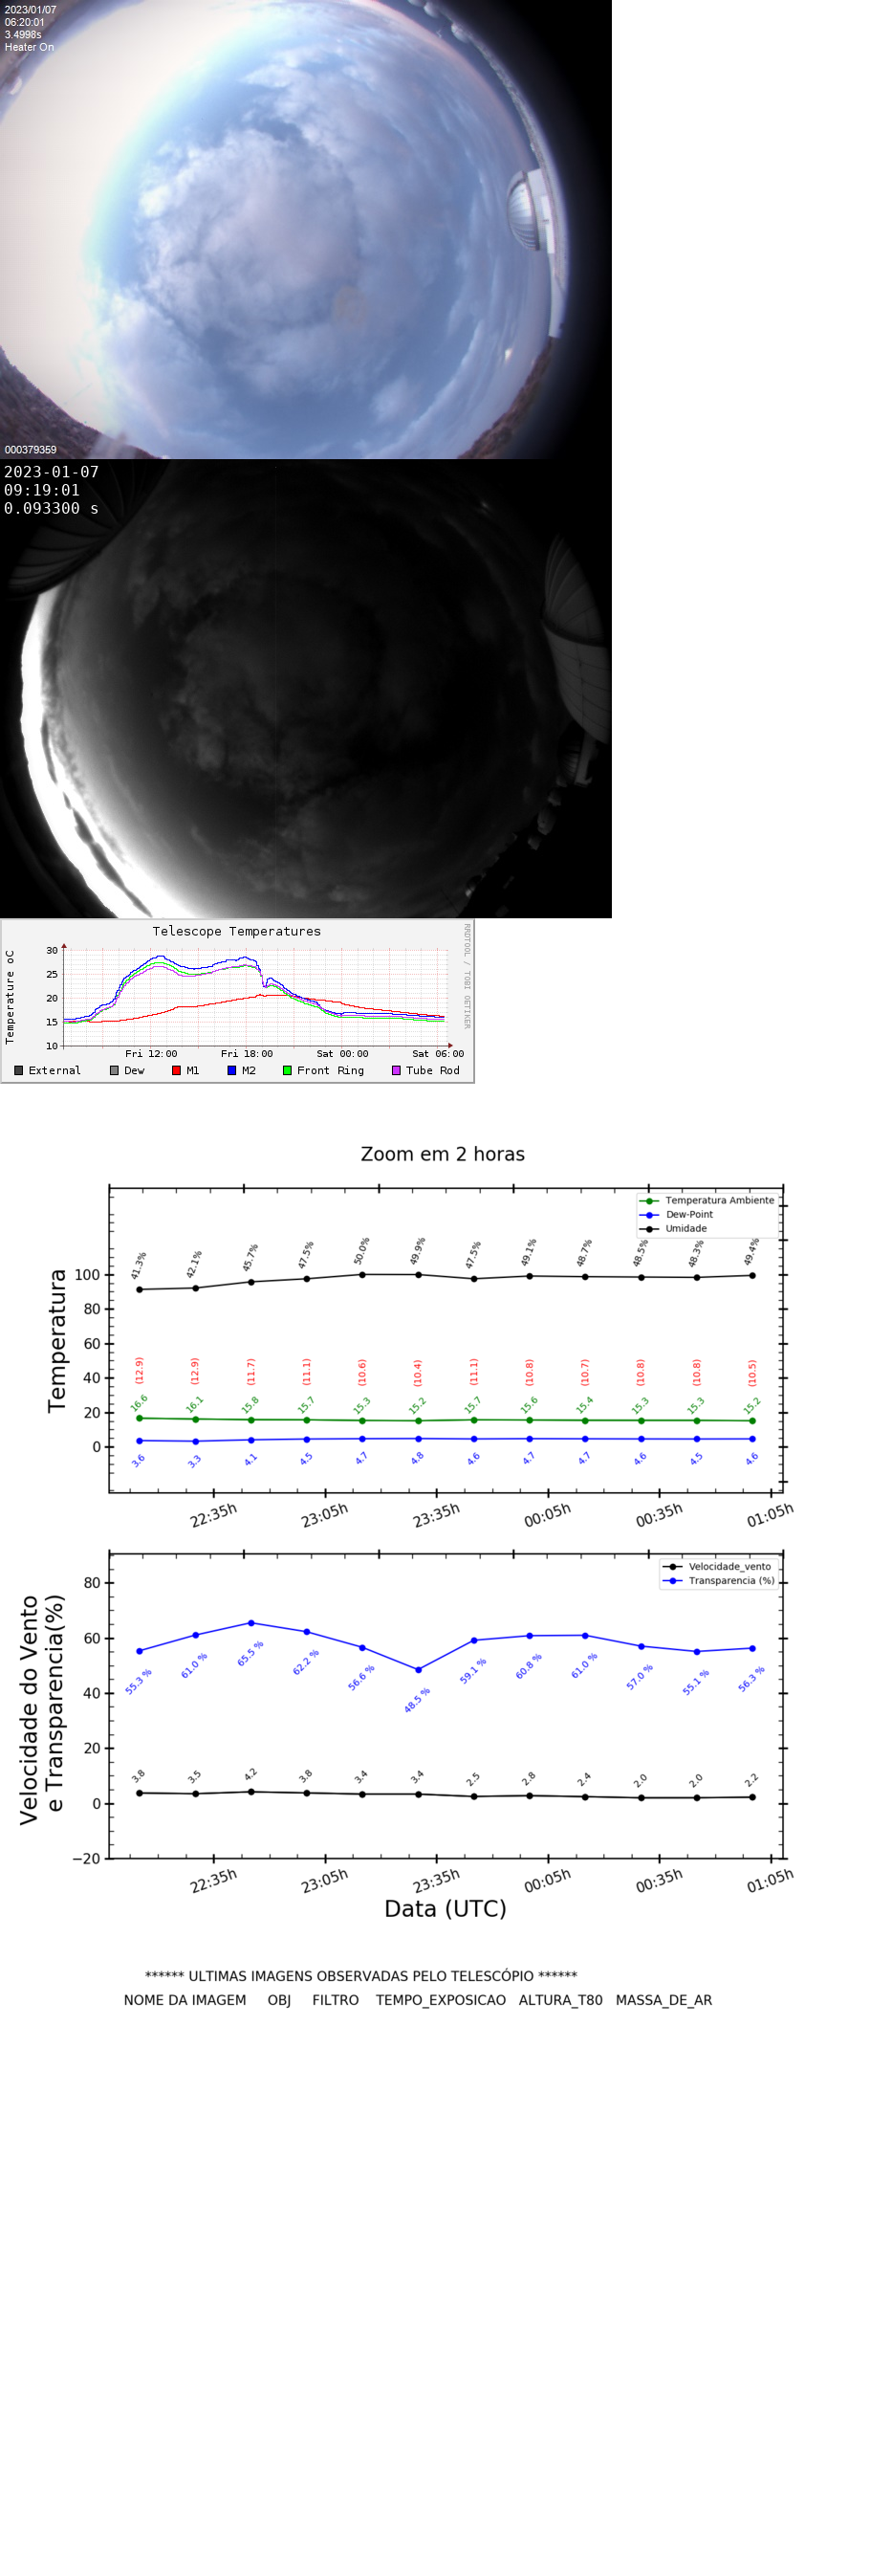 2023/01/07
06:20:01
3.4998s
Heater On
000379359
2023-01-07
09:19:01
0.093300 s
Telescope Temperatures
RRDTOOL / TOBI OETIKER
Temperature oC
30
25
20
15
10
Fri 12:00 Fri 18:00 Sat 00:00 Sat 06:00
External Dew M1 M2 Front Ring Tube Rod
Zoom em 2 horas
Temperatura Ambiente
Dew-Point
Umidade
Temperatura
41.3% 42.1% 45.7% 47.5% 50.0% 49.9% 47.5% 49.1% 48.7% 48.5% 48.3% 49.4%
100
80
60
40
20
0
(12.9) (12.9) (11.7) (11.1) (10.6) (10.4) (11.1) (10.8) (10.7) (10.8) (10.8) (10.5)
16.6 16.1 15.8 15.7 15.3 15.2 15.7 15.6 15.4 15.3 15.3 15.2
3.6 3.3 4.1 4.5 4.7 4.8 4.6 4.7 4.7 4.6 4.5 4.6
22:35h 23:05h 23:35h 00:05h 00:35h 01:05h
Velocidade_vento
Transparencia (%)
Velocidade do Vento
e Transparencia(%)
80
60
40
20
0
−20
55.3 % 61.0 % 65.5 % 62.2 % 56.6 % 48.5 % 59.1 % 60.8 % 61.0 % 57.0 % 55.1 % 56.3 %
3.8 3.5 4.2 3.8 3.4 3.4 2.5 2.8 2.4 2.0 2.0 2.2
22:35h 23:05h 23:35h 00:05h 00:35h 01:05h
Data (UTC)
****** ULTIMAS IMAGENS OBSERVADAS PELO TELESCÓPIO ******
NOME DA IMAGEM OBJ FILTRO TEMPO_EXPOSICAO ALTURA_T80 MASSA_DE_AR